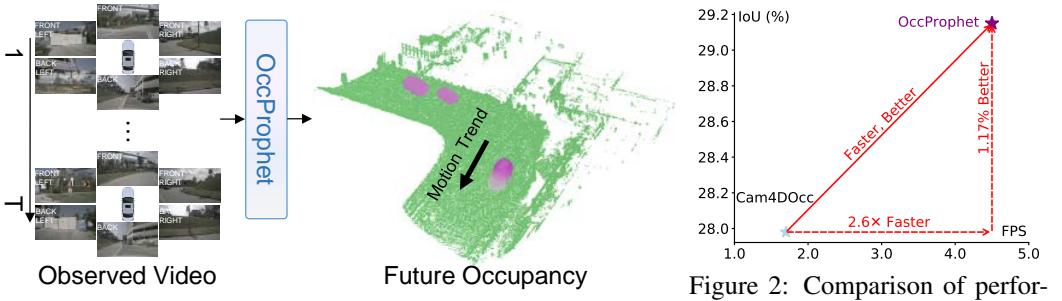 FRONT
FRONT
LEFT
FRONT
RIGHT
BACK
LEFT
BACK
BACK
RIGHT
1
...
T
FRONT
FRONT
LEFT
FRONT
RIGHT
BACK
LEFT
BACK
BACK
RIGHT
Observed Video
OccProphet
Motion Trend
Future Occupancy
IoU (%)
29.2
29.0
28.8
28.6
28.4
28.2
28.0
OccProphet
Faster, Better
1.17% Better
Cam4DOcc
2.6× Faster
FPS
1.0 2.0 3.0 4.0 5.0
Figure 2: Comparison of perfor-